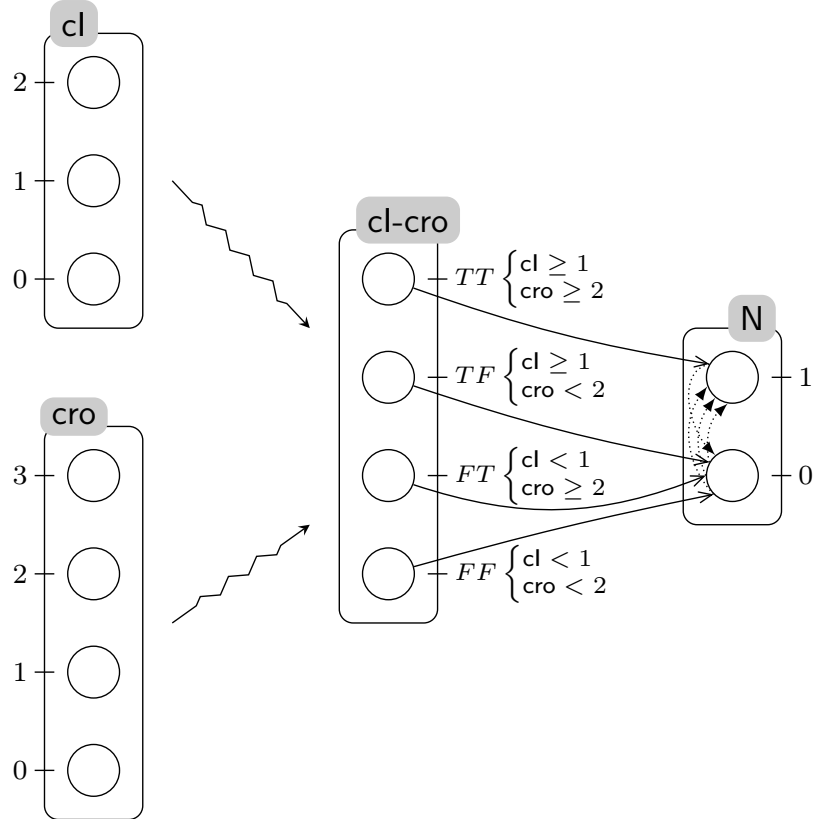 cl
2
1
0
cro
3
2
1
0
cl-cro
TT { cl ≥ 1
cro ≥ 2
TF { cl ≥ 1
cro < 2
FT { cl < 1
cro ≥ 2
FF { cl < 1
cro < 2
N
1
0